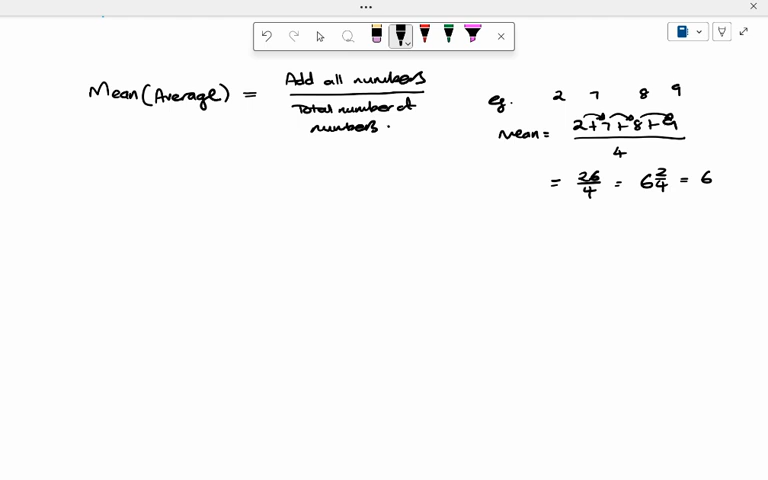 Mean (Average) = Add all numbers
Total number of
numbers.
eg. 2 7 8 9
Mean = 2+7+8+9
4
= 26/4 = 6 2/4 = 6